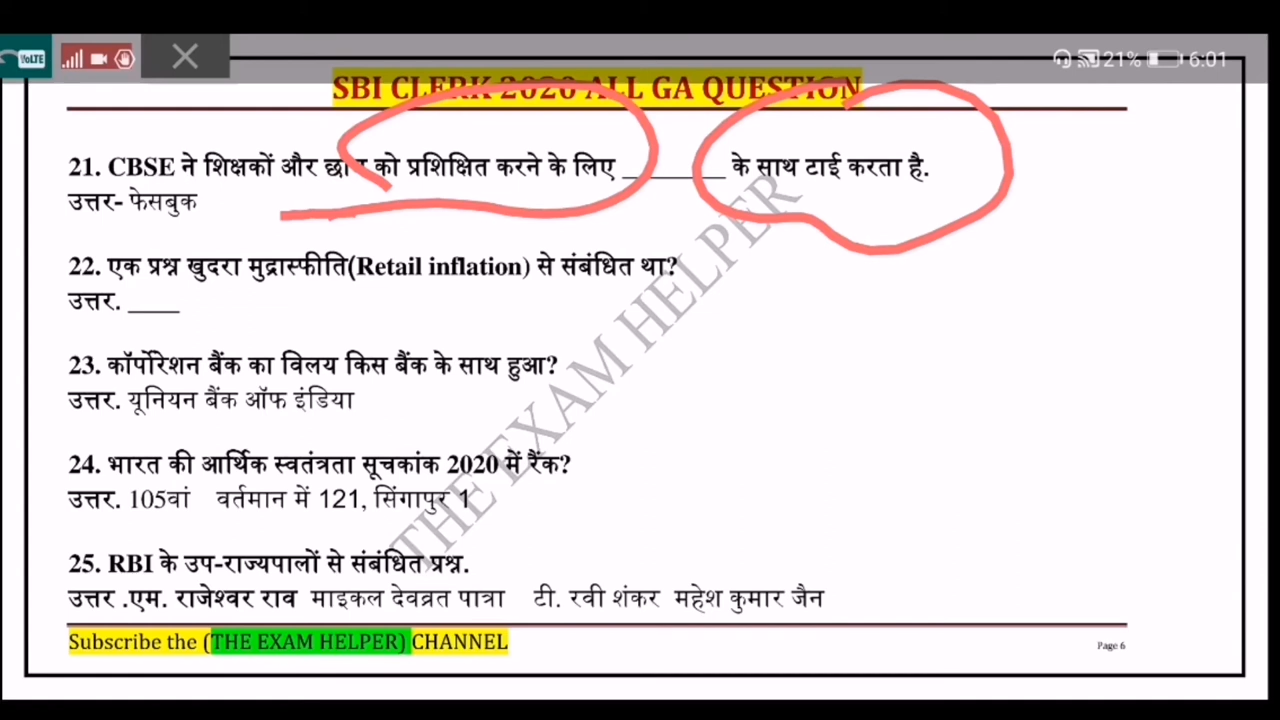 VoLTE
21% 6:01
SBI CLERK 2020 ALL GA QUESTION
21. CBSE ने शिक्षकों और को प्रशिक्षित करने के लिए ________ के साथ टाई करता है.
उत्तर- फेसबुक
22. एक प्रश्न खुदरा मुद्रास्फीति(Retail inflation) से संबंधित था?
उत्तर. ____
23. कॉर्पोरेशन बैंक का विलय किस बैंक के साथ हुआ?
उत्तर. यूनियन बैंक ऑफ इंडिया
24. भारत की आर्थिक स्वतंत्रता सूचकांक 2020 में रैंक?
उत्तर. 105वां वर्तमान में 121, सिंगापुर 1
25. RBI के उप-राज्यपालों से संबंधित प्रश्न.
उत्तर .एम. राजेश्वर राव माइकल देवव्रत पात्रा टी. रवी शंकर महेश कुमार जैन
THE EXAM HELPER
Subscribe the (THE EXAM HELPER) CHANNEL
Page 6